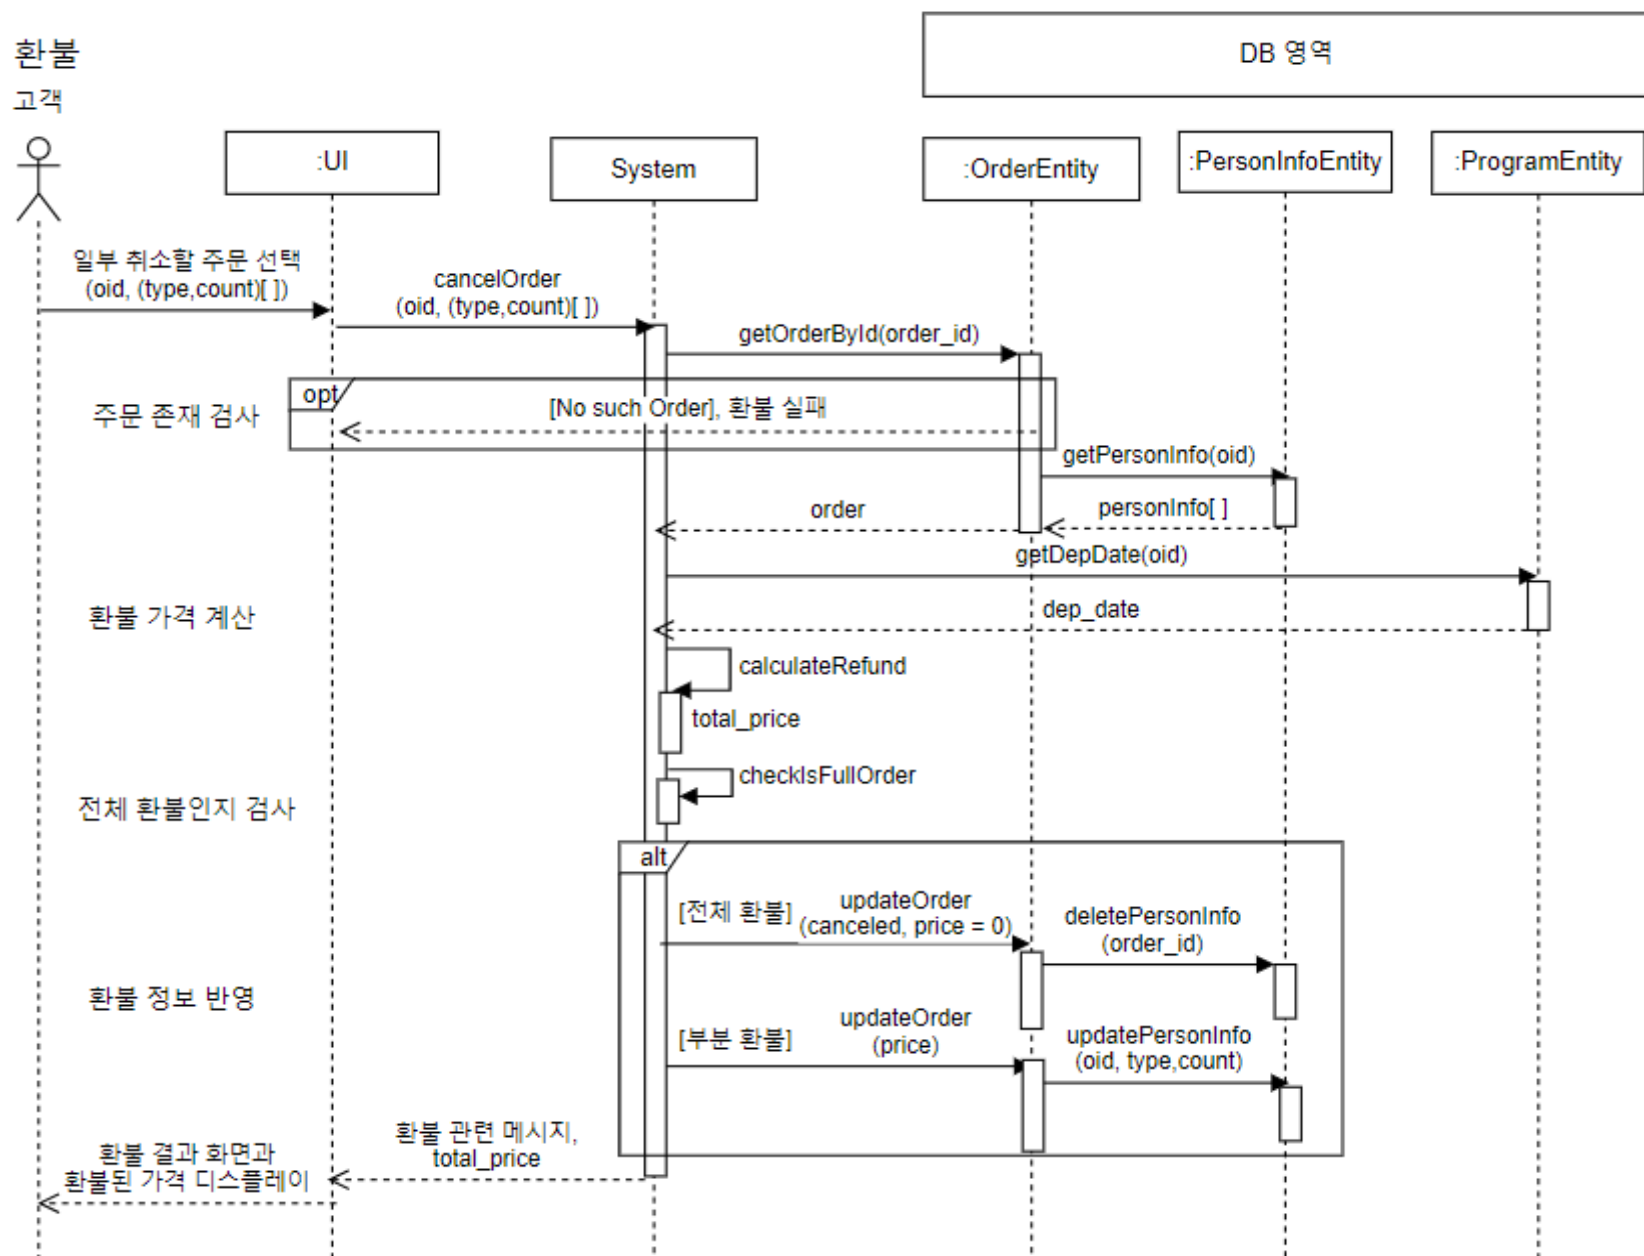 환불
고객
DB 영역
:UI
System
:OrderEntity
:PersonInfoEntity
:ProgramEntity
일부 취소할 주문 선택
(oid, (type,count)[ ])
cancelOrder
(oid, (type,count)[ ])
getOrderById(order_id)
opt
[No such Order], 환불 실패
주문 존재 검사
getPersonInfo(oid)
personInfo[ ]
order
getDepDate(oid)
환불 가격 계산
dep_date
calculateRefund
total_price
checkIsFullOrder
전체 환불인지 검사
alt
[전체 환불]
updateOrder
(canceled, price = 0)
deletePersonInfo
(order_id)
환불 정보 반영
[부분 환불]
updateOrder
(price)
updatePersonInfo
(oid, type,count)
환불 관련 메시지,
total_price
환불 결과 화면과
환불된 가격 디스플레이